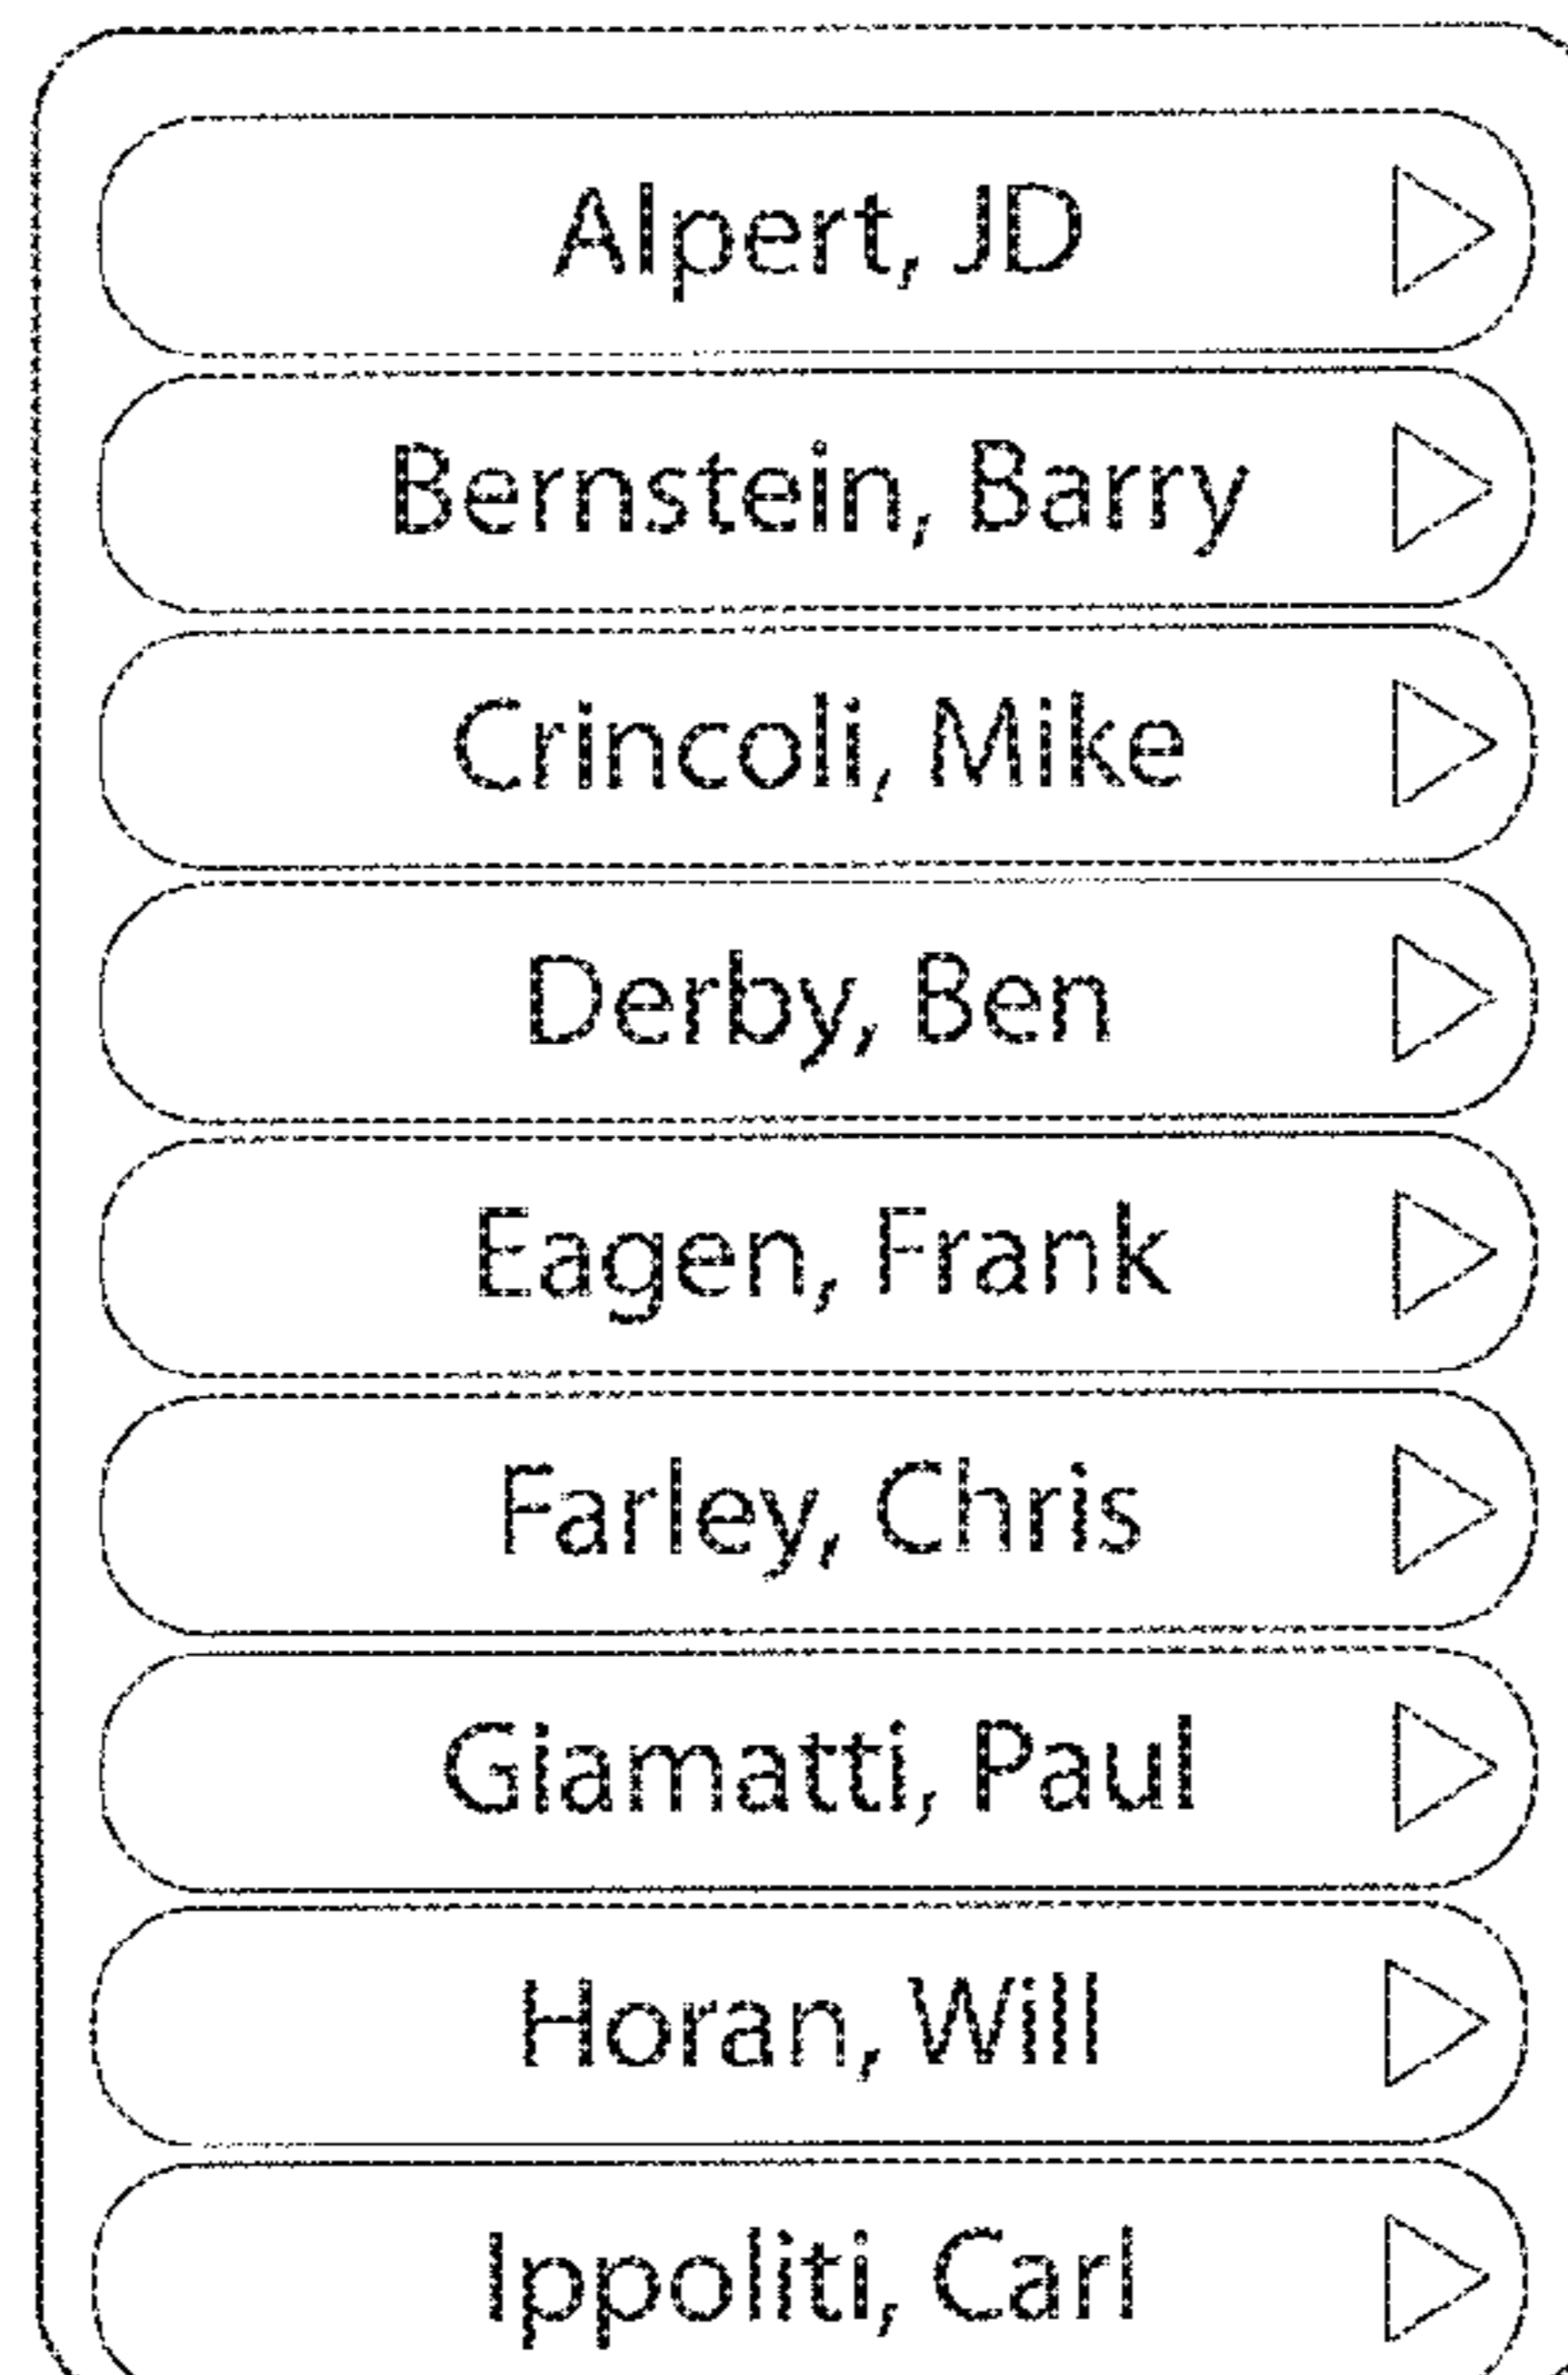 Alpert, JD
Bernstein, Barry
Crincoli, Mike
Derby, Ben
Eagen, Frank
Farley, Chris
Giamatti, Paul
Horan, Will
Ippoliti, Carl